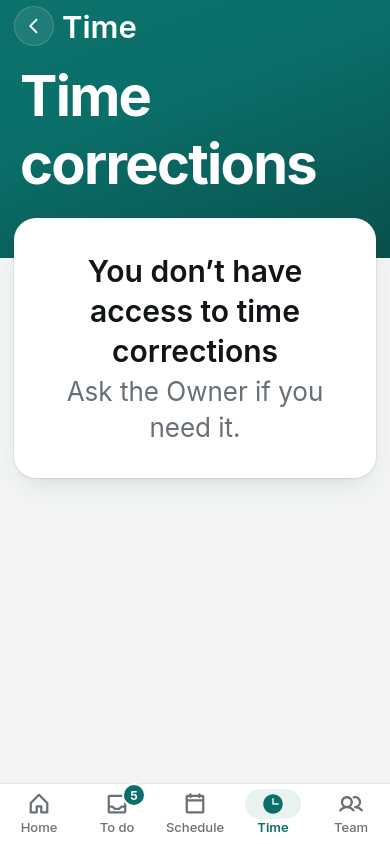 Time
Time
corrections
You don’t have
access to time
corrections
Ask the Owner if you
need it.
5
Home
To do
Schedule
Time
Team